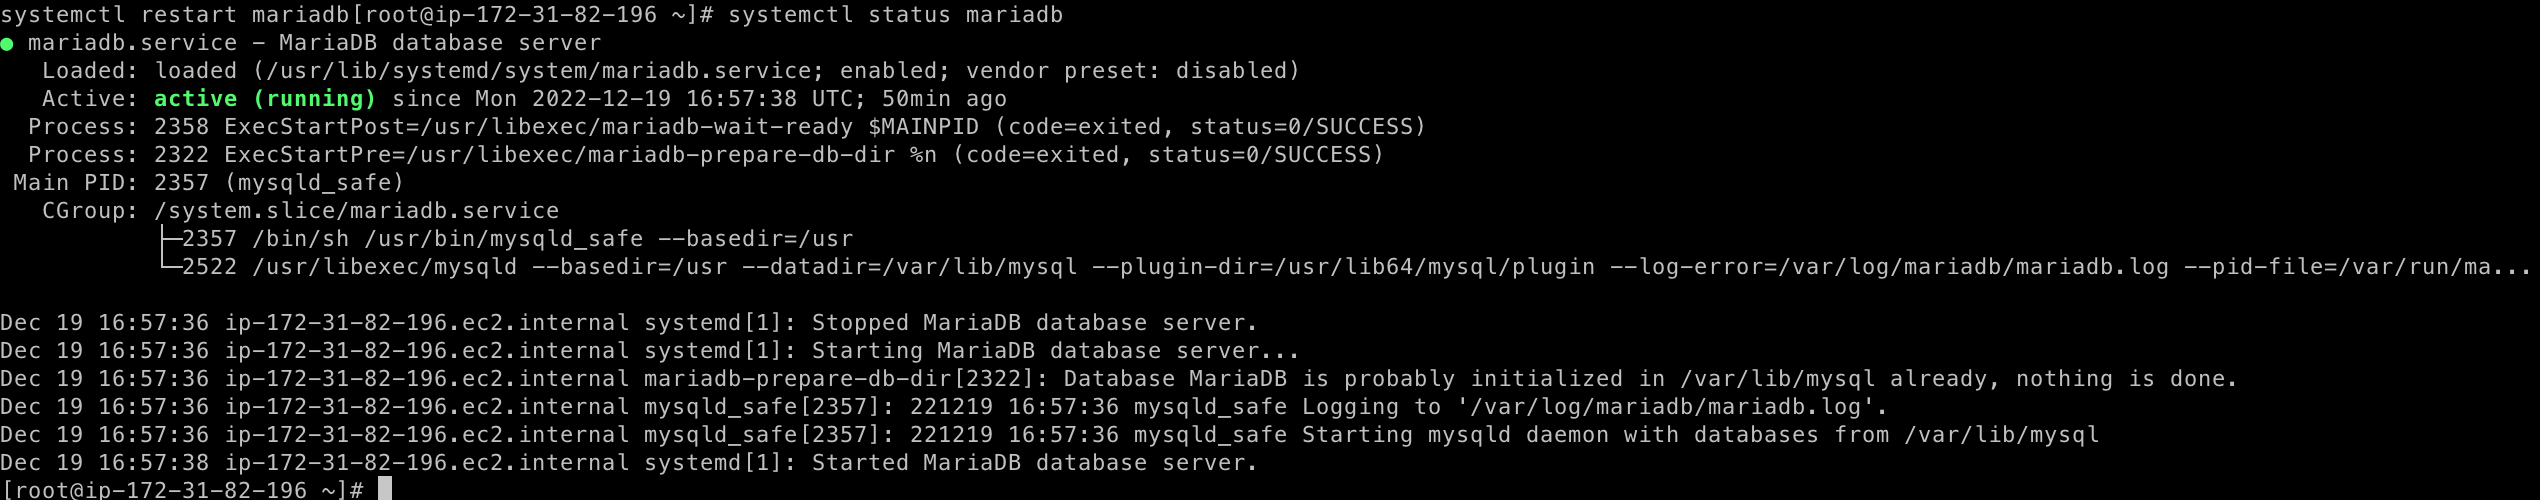 systemctl restart mariadb[root@ip-172-31-82-196 ~]# systemctl status mariadb
● mariadb.service - MariaDB database server
   Loaded: loaded (/usr/lib/systemd/system/mariadb.service; enabled; vendor preset: disabled)
   Active: active (running) since Mon 2022-12-19 16:57:38 UTC; 50min ago
  Process: 2358 ExecStartPost=/usr/libexec/mariadb-wait-ready $MAINPID (code=exited, status=0/SUCCESS)
  Process: 2322 ExecStartPre=/usr/libexec/mariadb-prepare-db-dir %n (code=exited, status=0/SUCCESS)
 Main PID: 2357 (mysqld_safe)
   CGroup: /system.slice/mariadb.service
           ├─2357 /bin/sh /usr/bin/mysqld_safe --basedir=/usr
           └─2522 /usr/libexec/mysqld --basedir=/usr --datadir=/var/lib/mysql --plugin-dir=/usr/lib64/mysql/plugin --log-error=/var/log/mariadb/mariadb.log --pid-file=/var/run/ma...

Dec 19 16:57:36 ip-172-31-82-196.ec2.internal systemd[1]: Stopped MariaDB database server.
Dec 19 16:57:36 ip-172-31-82-196.ec2.internal systemd[1]: Starting MariaDB database server...
Dec 19 16:57:36 ip-172-31-82-196.ec2.internal mariadb-prepare-db-dir[2322]: Database MariaDB is probably initialized in /var/lib/mysql already, nothing is done.
Dec 19 16:57:36 ip-172-31-82-196.ec2.internal mysqld_safe[2357]: 221219 16:57:36 mysqld_safe Logging to '/var/log/mariadb/mariadb.log'.
Dec 19 16:57:36 ip-172-31-82-196.ec2.internal mysqld_safe[2357]: 221219 16:57:36 mysqld_safe Starting mysqld daemon with databases from /var/lib/mysql
Dec 19 16:57:38 ip-172-31-82-196.ec2.internal systemd[1]: Started MariaDB database server.
[root@ip-172-31-82-196 ~]#